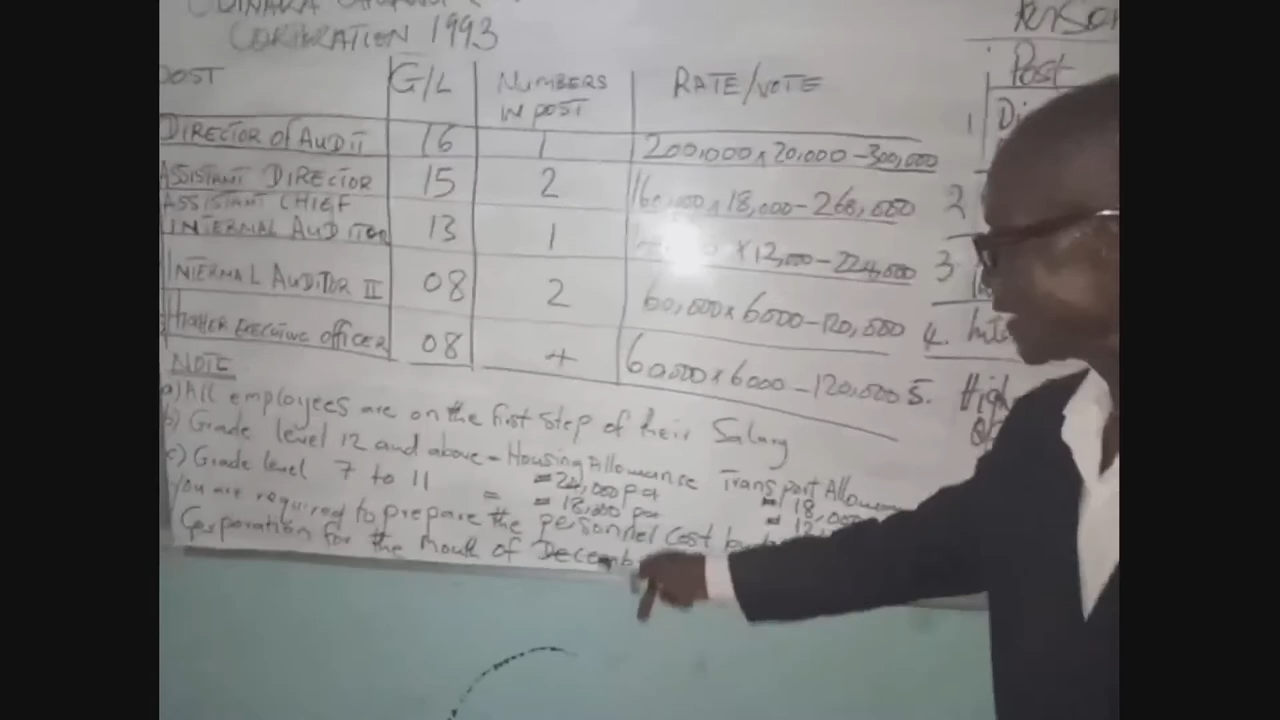 CORPORATION 1993
POST G/L NUMBERS IN POST RATE/VOTE
DIRECTOR of AUDIT 16 1 200,000 x 20,000 - 300,000
ASSISTANT DIRECTOR 15 2 18,000 - 268,000
ASSISTANT CHIEF INTERNAL AUDITOR 13 1 x 12,000 - 224,000
INTERNAL AUDITOR II 08 2 60,000 x 6000 - 120,000
HIGHER EXECUTIVE OFFICER 08 4 60,000 x 6000 - 120,000
NOTE
a) All employees are on the first step of their Salary
b) Grade level 12 and above - Housing Allowance Transport Allowance
= 24,000 pa = 18,000
c) Grade level 7 to 11 = = 18,000 pa = 12
You are required to prepare the personnel cost
Corporation for the Month of Decemb
Post
1 Di
2
3
4.
5. High